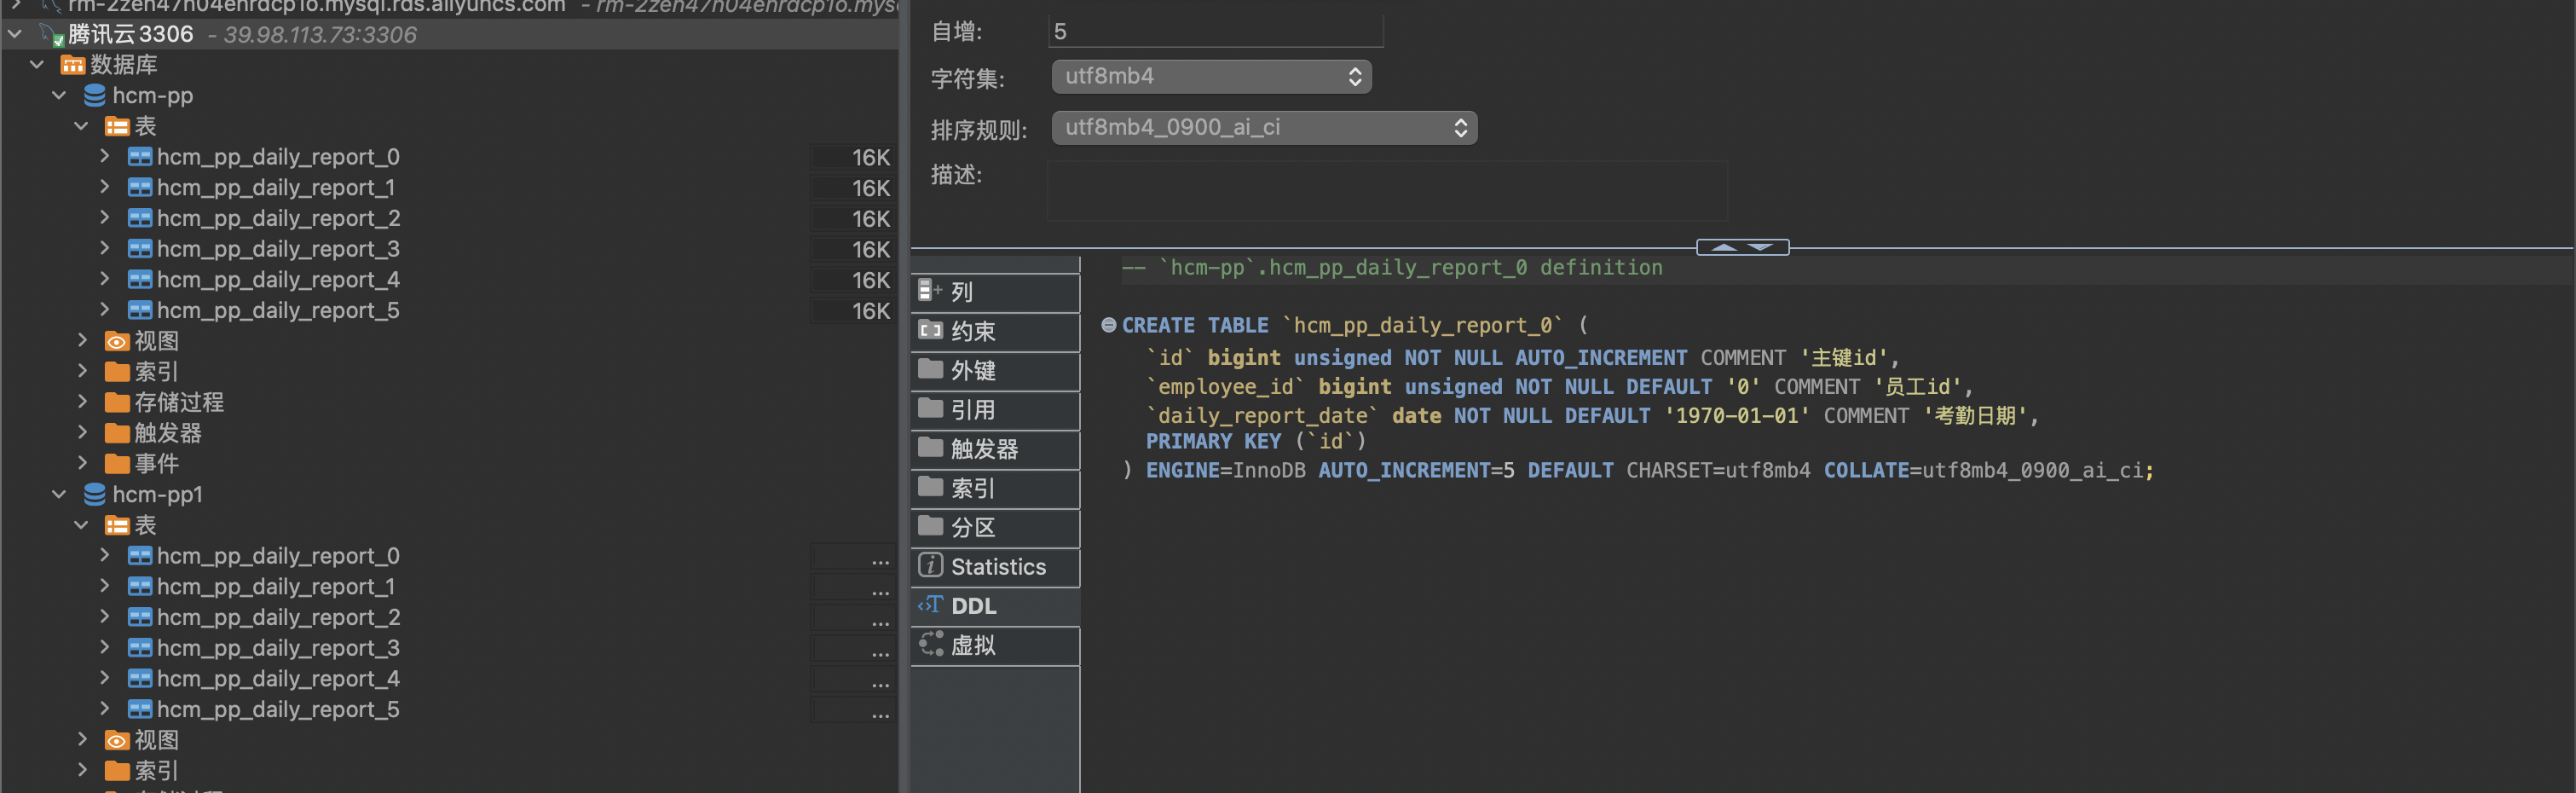 rm-2zeh47h04ehrdcp1o.mysql.rds.aliyuncs.com
腾讯云3306 - 39.98.113.73:3306
数据库
hcm-pp
表
hcm_pp_daily_report_0 16K
hcm_pp_daily_report_1 16K
hcm_pp_daily_report_2 16K
hcm_pp_daily_report_3 16K
hcm_pp_daily_report_4 16K
hcm_pp_daily_report_5 16K
视图
索引
存储过程
触发器
事件
hcm-pp1
表
hcm_pp_daily_report_0 ...
hcm_pp_daily_report_1 ...
hcm_pp_daily_report_2 ...
hcm_pp_daily_report_3 ...
hcm_pp_daily_report_4 ...
hcm_pp_daily_report_5 ...
视图
索引
自增: 5
字符集: utf8mb4
排序规则: utf8mb4_0900_ai_ci
描述:
列
约束
外键
引用
触发器
索引
分区
Statistics
DDL
虚拟
-- `hcm-pp`.hcm_pp_daily_report_0 definition
CREATE TABLE `hcm_pp_daily_report_0` (
`id` bigint unsigned NOT NULL AUTO_INCREMENT COMMENT '主键id',
`employee_id` bigint unsigned NOT NULL DEFAULT '0' COMMENT '员工id',
`daily_report_date` date NOT NULL DEFAULT '1970-01-01' COMMENT '考勤日期',
PRIMARY KEY (`id`)
) ENGINE=InnoDB AUTO_INCREMENT=5 DEFAULT CHARSET=utf8mb4 COLLATE=utf8mb4_0900_ai_ci;